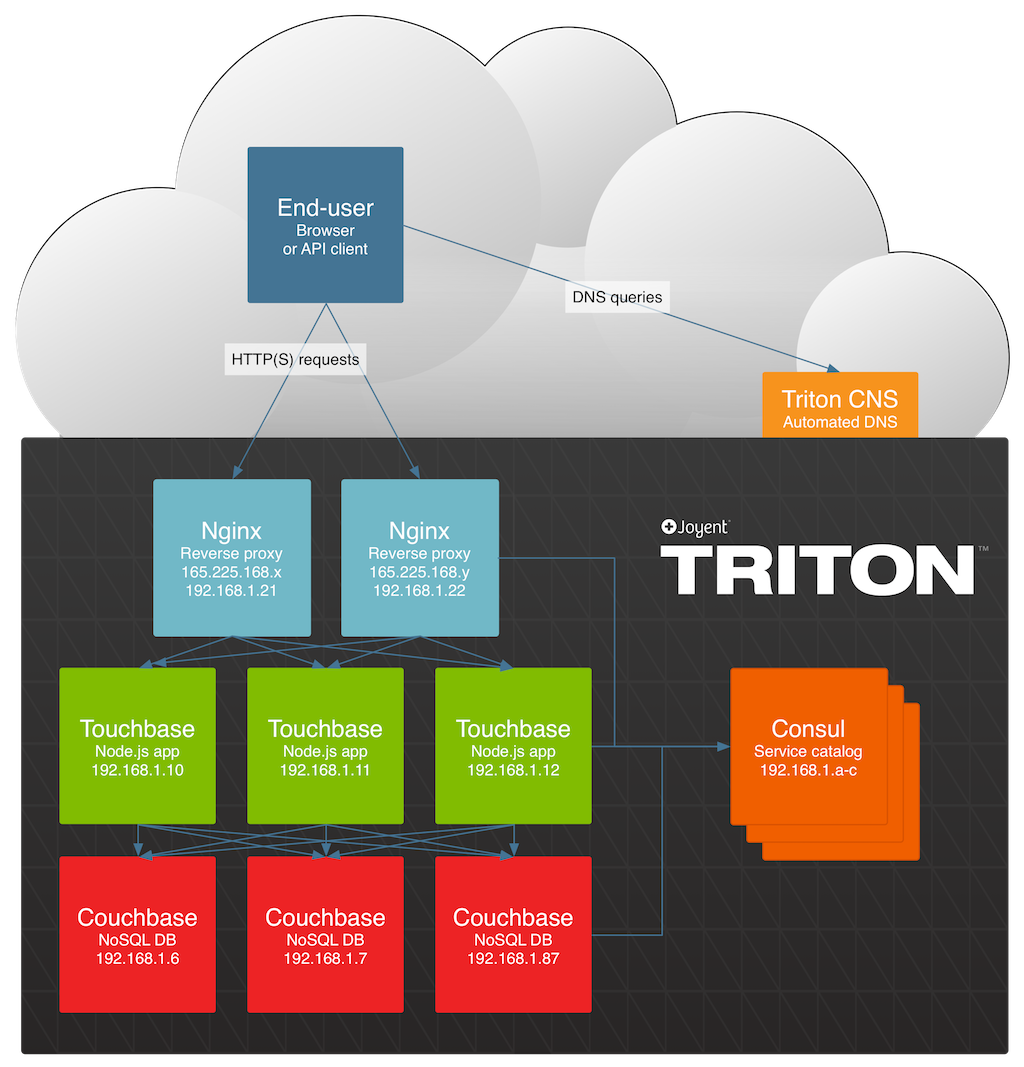 End-user
Browser
or API client
DNS queries
HTTP(S) requests
Triton CNS
Automated DNS
Joyent
TRITON™
Nginx
Reverse proxy
165.225.168.x
192.168.1.21
Nginx
Reverse proxy
165.225.168.y
192.168.1.22
Touchbase
Node.js app
192.168.1.10
Touchbase
Node.js app
192.168.1.11
Touchbase
Node.js app
192.168.1.12
Consul
Service catalog
192.168.1.a-c
Couchbase
NoSQL DB
192.168.1.6
Couchbase
NoSQL DB
192.168.1.7
Couchbase
NoSQL DB
192.168.1.87